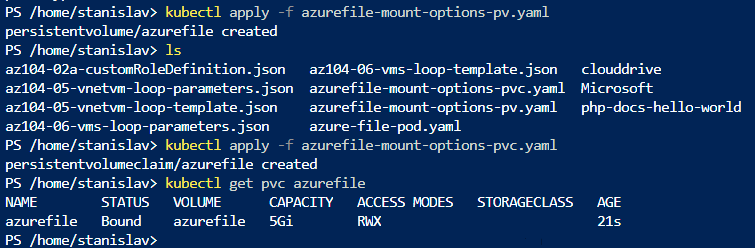 PS /home/stanislav> kubectl apply -f azurefile-mount-options-pv.yaml
persistentvolume/azurefile created
PS /home/stanislav> ls
az104-02a-customRoleDefinition.json  az104-06-vms-loop-template.json  clouddrive
az104-05-vnetvm-loop-parameters.json  azurefile-mount-options-pvc.yaml  Microsoft
az104-05-vnetvm-loop-template.json  azurefile-mount-options-pv.yaml  php-docs-hello-world
az104-06-vms-loop-parameters.json  azure-file-pod.yaml
PS /home/stanislav> kubectl apply -f azurefile-mount-options-pvc.yaml
persistentvolumeclaim/azurefile created
PS /home/stanislav> kubectl get pvc azurefile
NAME  STATUS  VOLUME  CAPACITY  ACCESS MODES  STORAGECLASS  AGE
azurefile  Bound  azurefile  5Gi  RWX  21s
PS /home/stanislav>